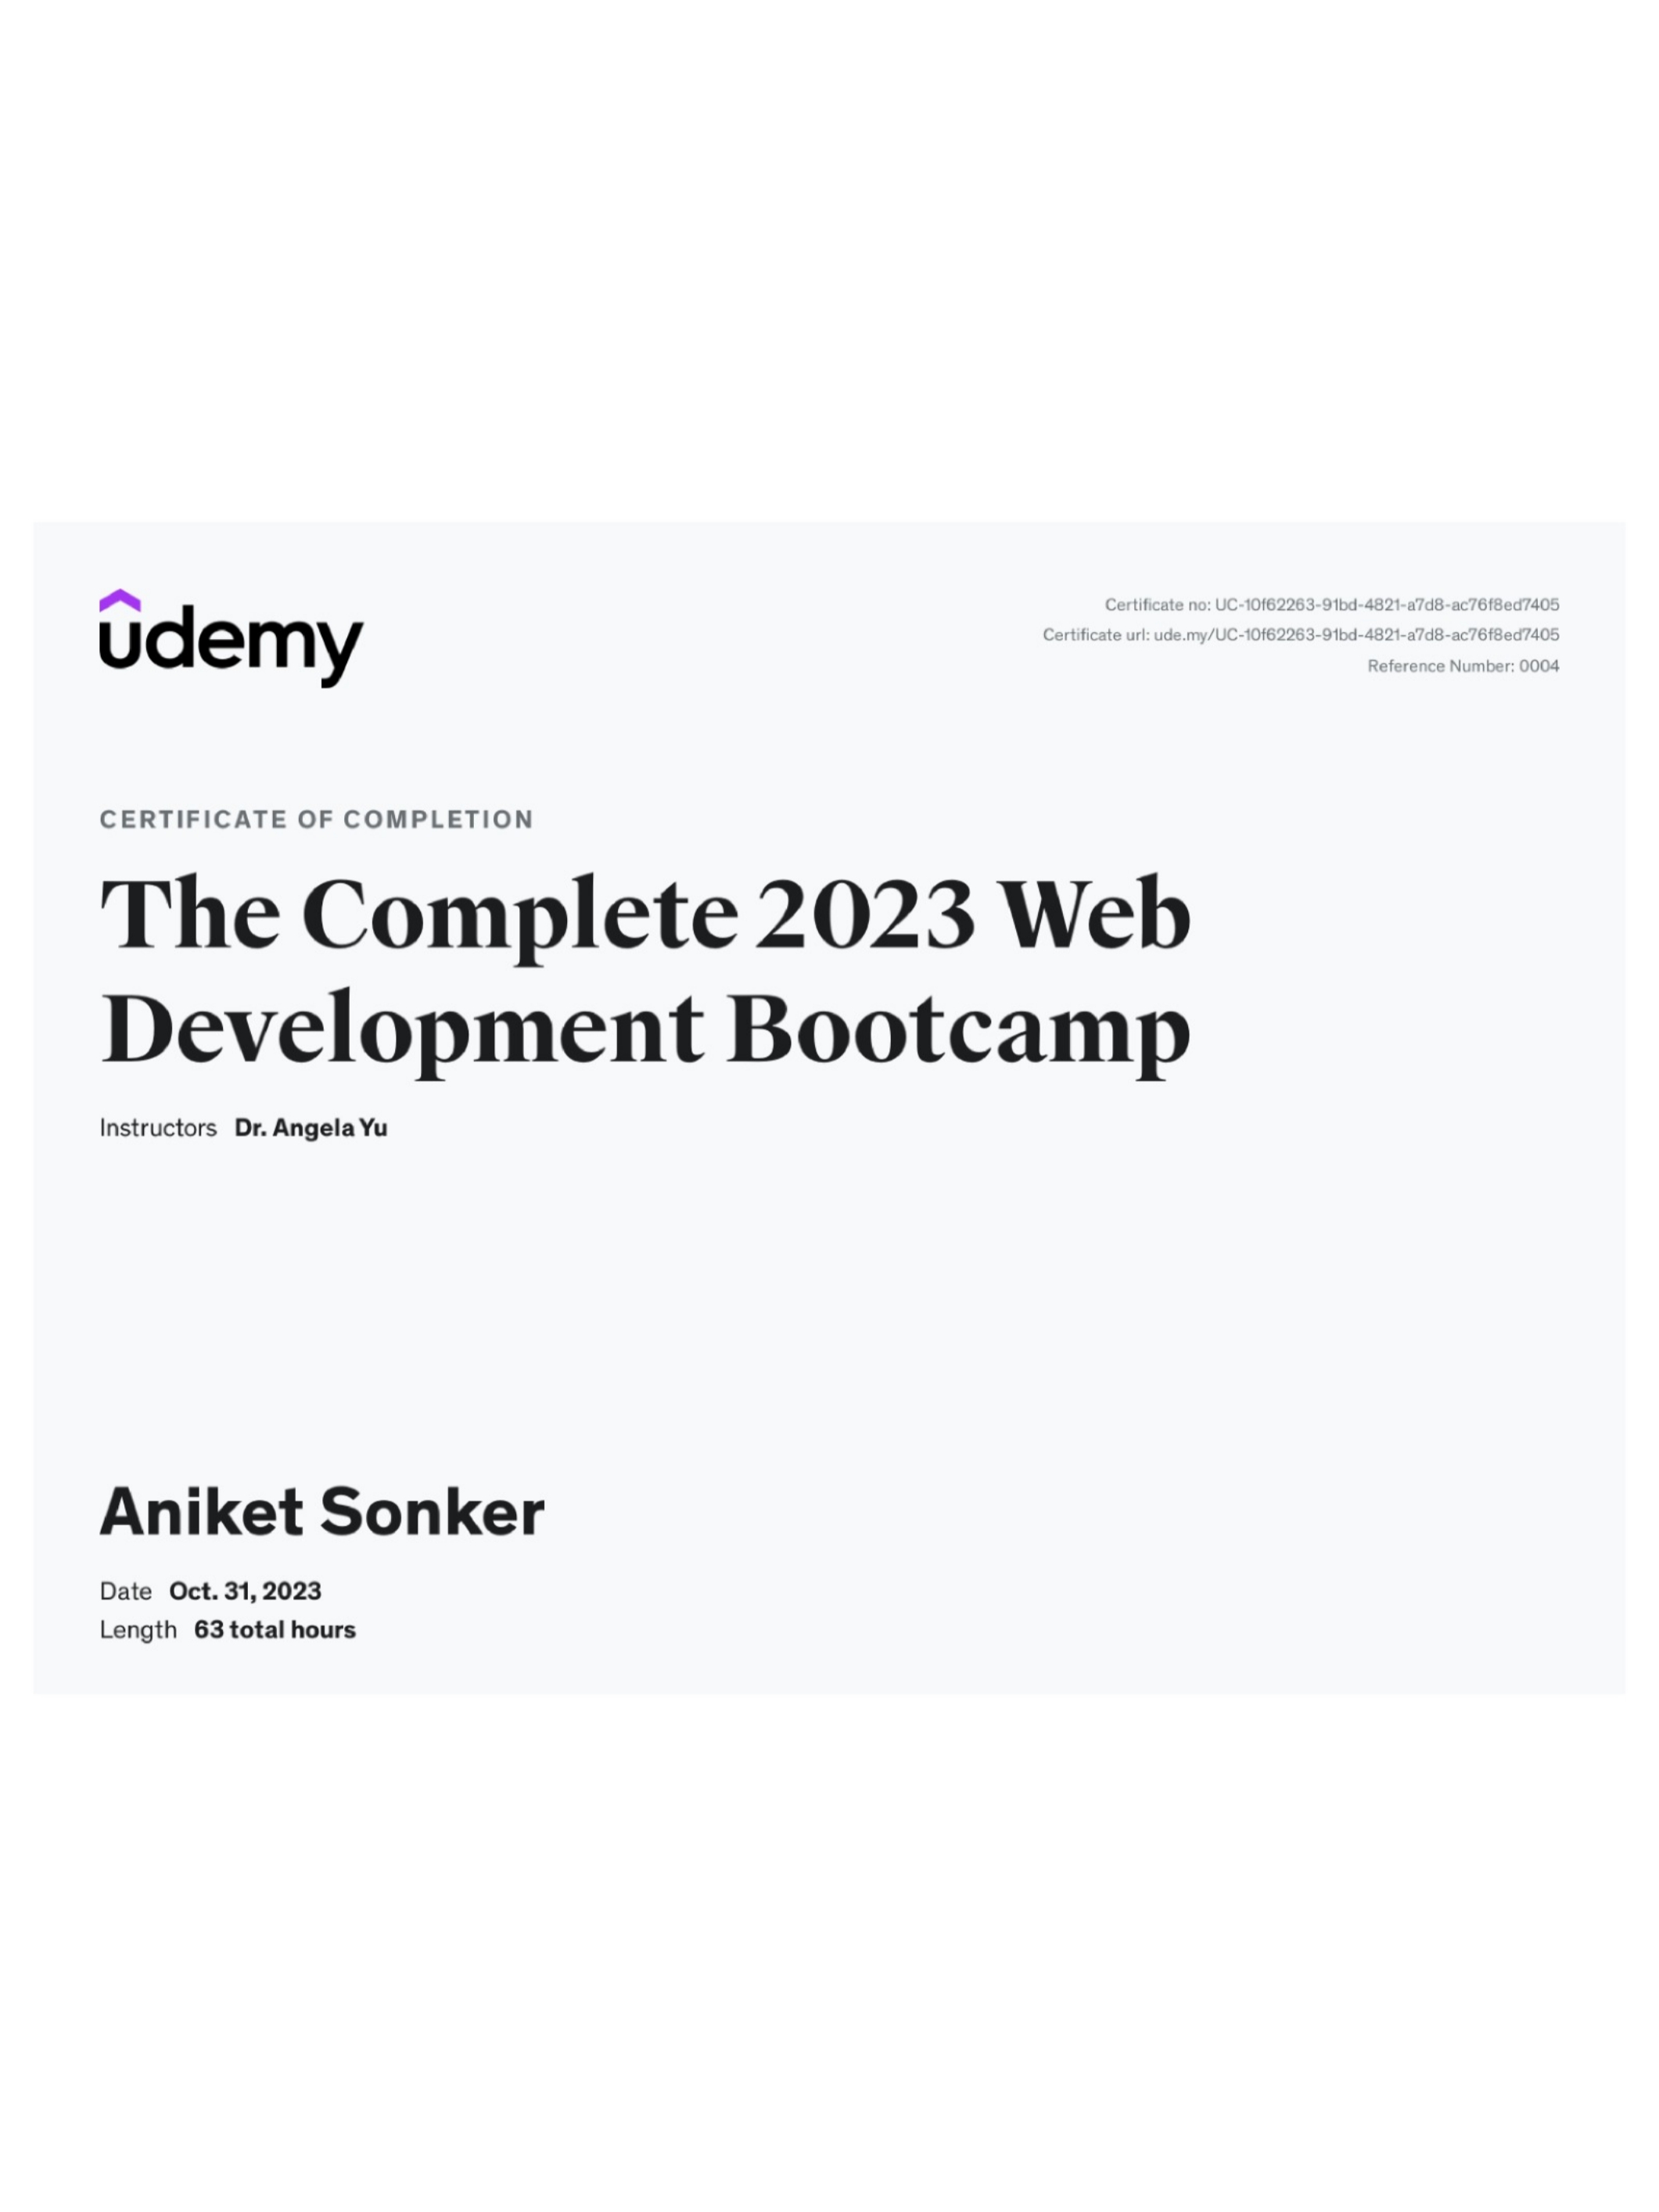 udemy
Certificate no: UC-10f62263-91bd-4821-a7d8-ac76f8ed7405
Certificate url: ude.my/UC-10f62263-91bd-4821-a7d8-ac76f8ed7405
Reference Number: 0004
CERTIFICATE OF COMPLETION
The Complete 2023 Web
Development Bootcamp
Instructors Dr. Angela Yu
Aniket Sonker
Date Oct. 31, 2023
Length 63 total hours